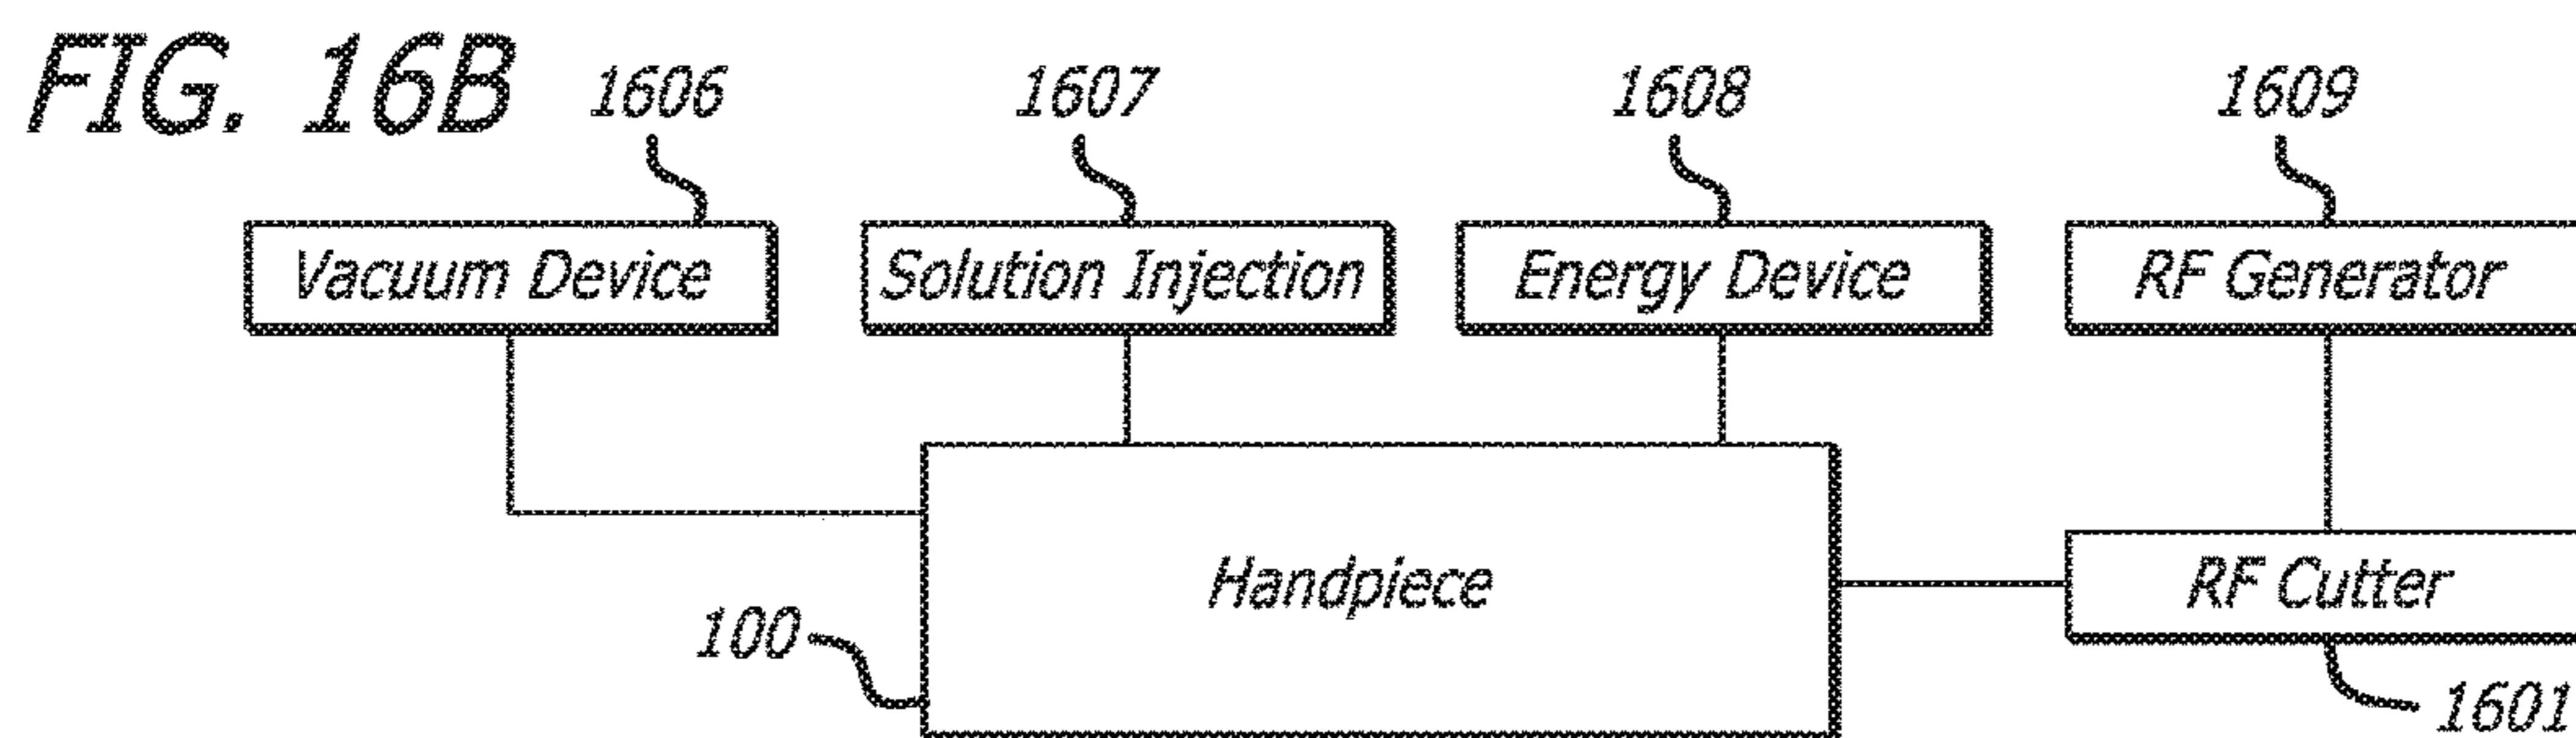 FIG. 16B
1606 1607 1608 1609
Vacuum Device Solution Injection Energy Device RF Generator
Handpiece RF Cutter
100
1601